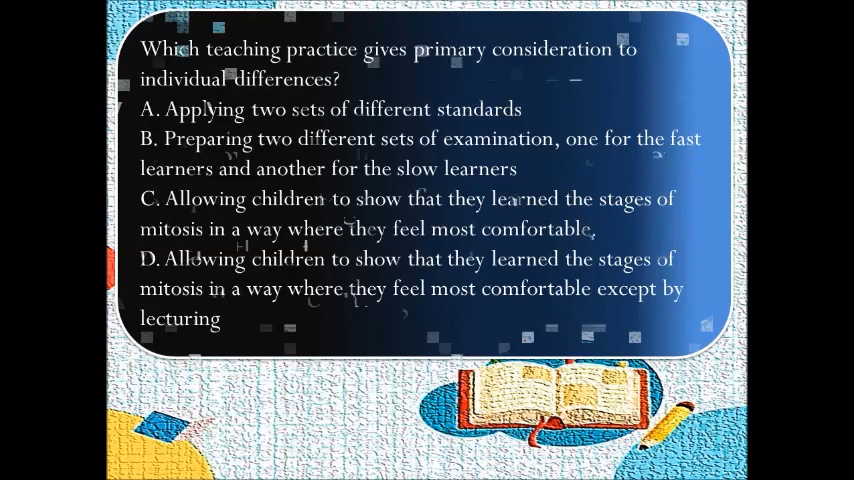 Which teaching practice gives primary consideration to
individual differences?
A. Applying two sets of different standards
B. Preparing two different sets of examination, one for the fast
learners and another for the slow learners
C. Allowing children to show that they learned the stages of
mitosis in a way where they feel most comfortable,
D. Allowing children to show that they learned the stages of
mitosis in a way where they feel most comfortable except by
lecturing